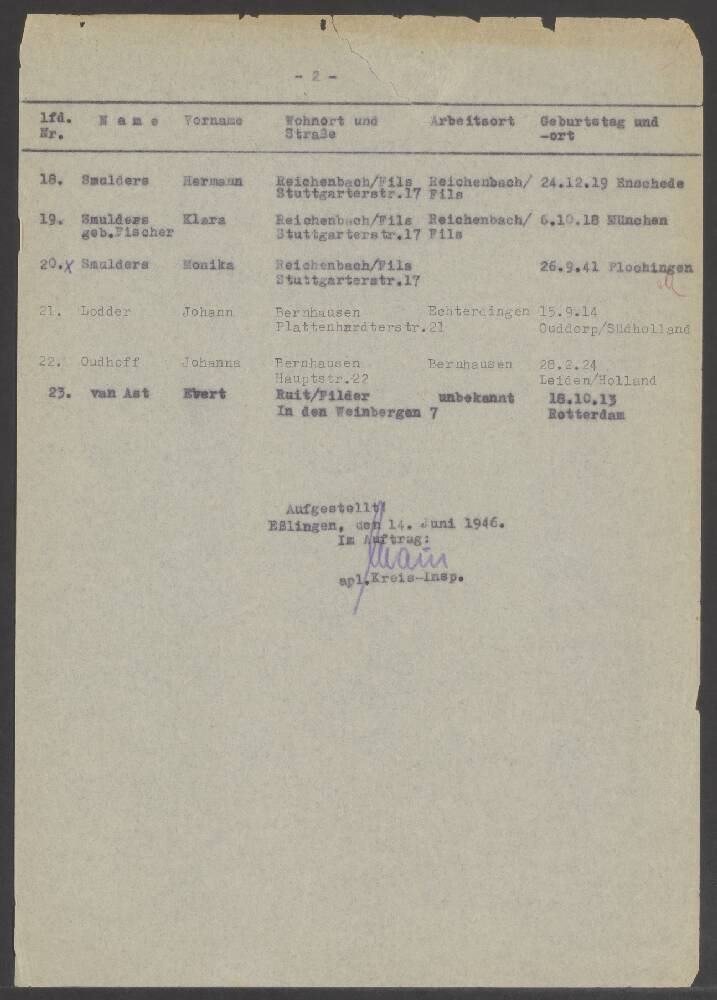 - 2 -
lfd. Name Vorname Wohnort und Arbeitsort Geburtstag und
Nr. Straße -ort
18. Smulders Hermann Reichenbach/Fils Reichenbach/ 24.12.19 Enschede
Stuttgarterstr.17 Fils
19. Smulders Klara Reichenbach/Fils Reichenbach/ 6.10.18 München
geb.Fischer Stuttgarterstr.17 Fils
20.x Smulders Monika Reichenbach/Fils 26.9.41 Plochingen
Stuttgarterstr.17
21. Lodder Johann Bernhausen Echterdingen 15.9.14
Plattenhardterstr.21 Ouddorp/Südholland
22. Oudhoff Johanna Bernhausen Bernhausen 28.2.24
Hauptstr.22 Leiden/Holland
23. van Ast Evert Ruit/Filder unbekannt 18.10.13
In den Weinbergen 7 Rotterdam
Aufgestellt!
Eßlingen, den 14. Juni 1946.
Im Auftrag:
apl.Kreis-Insp.